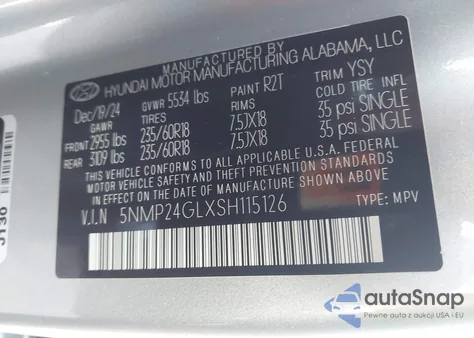 MANUFACTURED BY
HYUNDAI MOTOR MANUFACTURING ALABAMA, LLC
Dec/19/24 GVWR 5534 lbs PAINT R2T TRIM YSY
GAWR TIRES RIMS COLD TIRE INFL
FRONT 2955 lbs 235/60R18 7.5JX18 35 psi SINGLE
REAR 3109 lbs 235/60R18 7.5JX18 35 psi SINGLE
THIS VEHICLE CONFORMS TO ALL APPLICABLE U.S.A. FEDERAL
MOTOR VEHICLE SAFETY AND THEFT PREVENTION STANDARDS
IN EFFECT ON THE DATE OF MANUFACTURE SHOWN ABOVE.
V.I.N 5NMP24GLXSH115126 TYPE: MPV
J130
autoSnap
Pewne auta z aukcji USA i EU